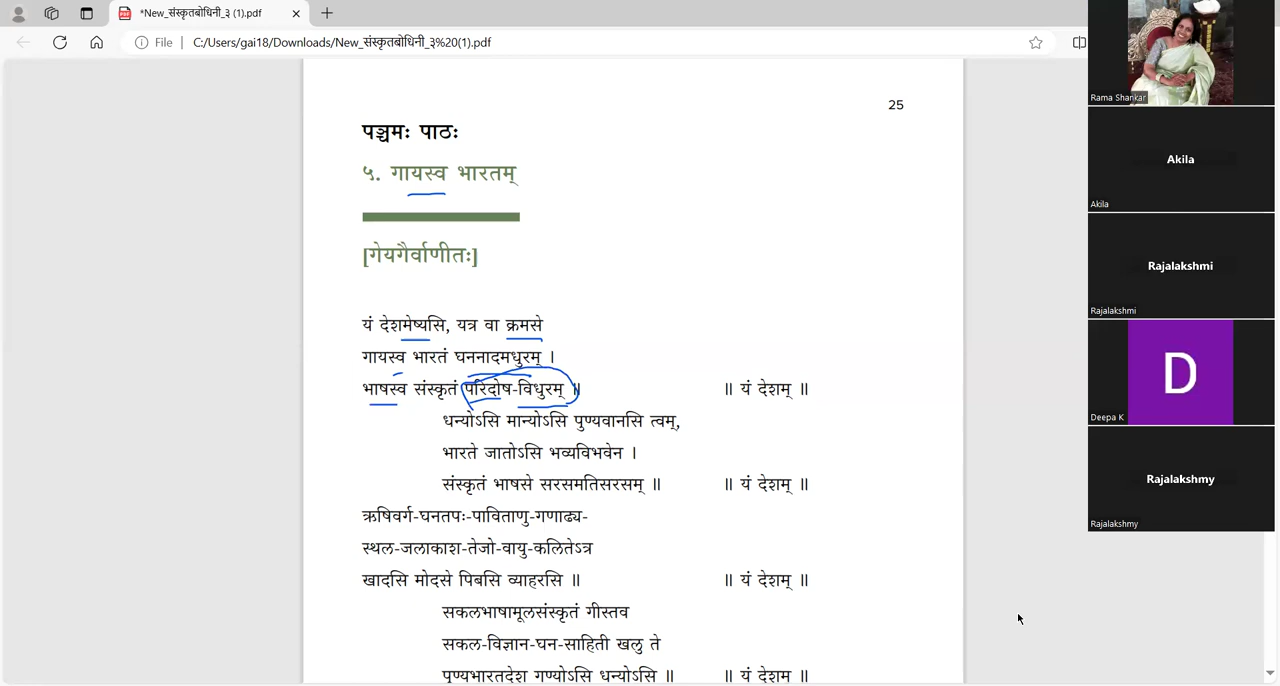 *New_संस्कृतबोधिनी_३ (1).pdf
File
C:/Users/gai18/Downloads/New_संस्कृतबोधिनी_३%20(1).pdf
25
पञ्चमः पाठः
५. गायस्व भारतम्
[गेयगैर्वाणीतः]
यं देशमेष्यसि, यत्र वा क्रमसे
गायस्व भारतं घननादमधुरम् ।
भाषस्व संस्कृतं परिदोष-विधुरम् ॥ ॥ यं देशम् ॥
धन्योऽसि मान्योऽसि पुण्यवानसि त्वम्,
भारते जातोऽसि भव्यविभवेन ।
संस्कृतं भाषसे सरसमतिसरसम् ॥ ॥ यं देशम् ॥
ऋषिवर्ग-घनतपः-पाविताणु-गणाढ्य-
स्थल-जलाकाश-तेजो-वायु-कलितेऽत्र
खादसि मोदसे पिबसि व्याहरसि ॥ ॥ यं देशम् ॥
सकलभाषामूलसंस्कृतं गीस्तव
सकल-विज्ञान-घन-साहिती खलु ते
पुण्यभारतदेश गण्योऽसि धन्योऽसि ॥ ॥ यं देशम् ॥
Rama Shankar
Akila
Akila
Rajalakshmi
Rajalakshmi
D
Deepa K
Rajalakshmy
Rajalakshmy